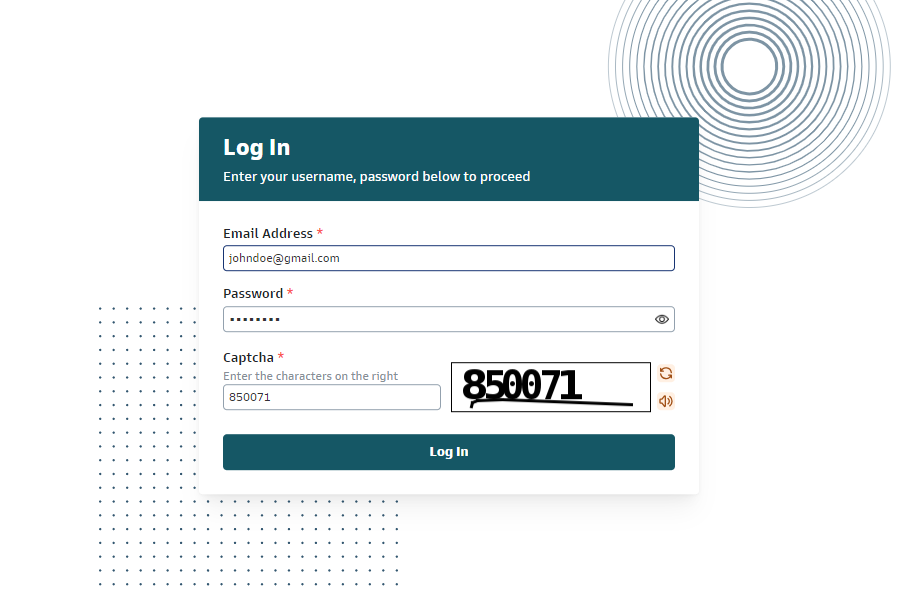 Log In
Enter your username, password below to proceed
Email Address *
johndoe@gmail.com
Password *
••••••••
Captcha *
Enter the characters on the right
850071
850071
Log In